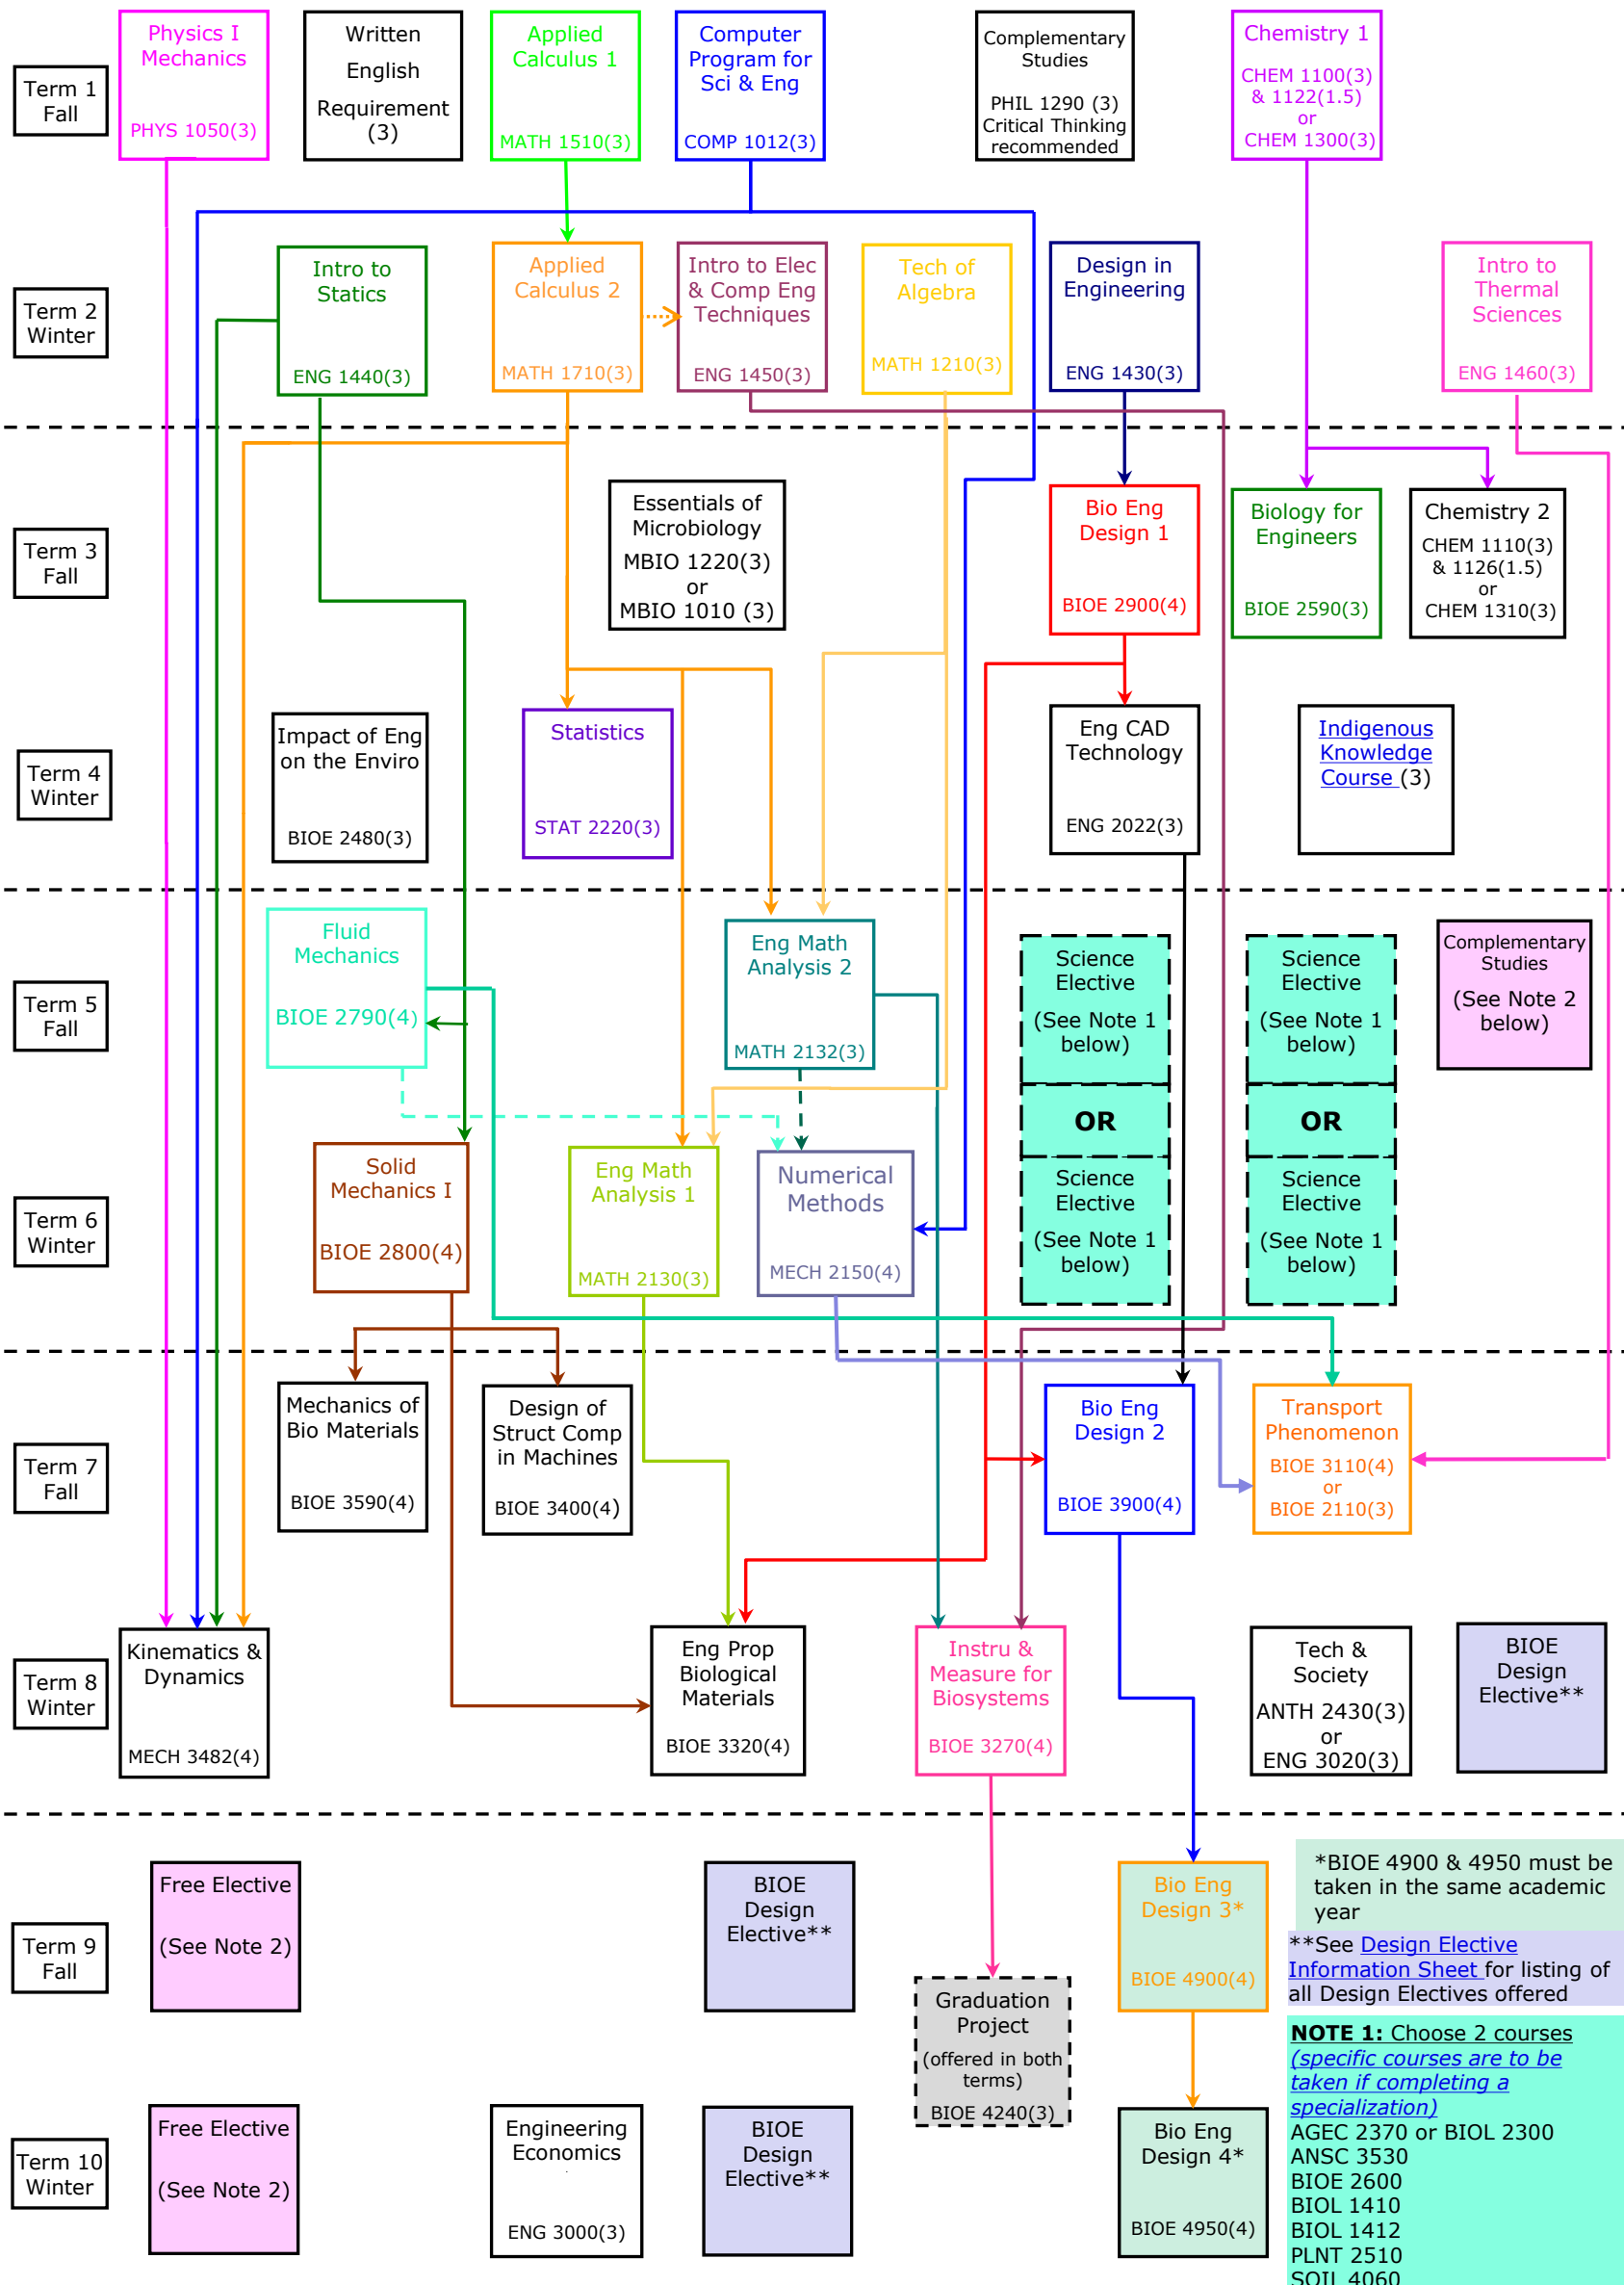 Term 1
Fall
Physics I
Mechanics
PHYS 1050(3)
Written
English
Requirement
(3)
Applied
Calculus 1
MATH 1510(3)
Computer
Program for
Sci & Eng
COMP 1012(3)
Complementary
Studies
PHIL 1290 (3)
Critical Thinking
recommended
Chemistry 1
CHEM 1100(3)
& 1122(1.5)
or
CHEM 1300(3)
Term 2
Winter
Intro to
Statics
ENG 1440(3)
Applied
Calculus 2
MATH 1710(3)
Intro to Elec
& Comp Eng
Techniques
ENG 1450(3)
Tech of
Algebra
MATH 1210(3)
Design in
Engineering
ENG 1430(3)
Intro to
Thermal
Sciences
ENG 1460(3)
Term 3
Fall
Essentials of
Microbiology
MBIO 1220(3)
or
MBIO 1010 (3)
Bio Eng
Design 1
BIOE 2900(4)
Biology for
Engineers
BIOE 2590(3)
Chemistry 2
CHEM 1110(3)
& 1126(1.5)
or
CHEM 1310(3)
Term 4
Winter
Impact of Eng
on the Enviro
BIOE 2480(3)
Statistics
STAT 2220(3)
Eng CAD
Technology
ENG 2022(3)
Indigenous
Knowledge
Course (3)
Term 5
Fall
Fluid
Mechanics
BIOE 2790(4)
Eng Math
Analysis 2
MATH 2132(3)
Science
Elective
(See Note 1
below)
Science
Elective
(See Note 1
below)
Complementary
Studies
(See Note 2
below)
OR
OR
Term 6
Winter
Solid
Mechanics I
BIOE 2800(4)
Eng Math
Analysis 1
MATH 2130(3)
Numerical
Methods
MECH 2150(4)
Science
Elective
(See Note 1
below)
Science
Elective
(See Note 1
below)
Term 7
Fall
Mechanics of
Bio Materials
BIOE 3590(4)
Design of
Struct Comp
in Machines
BIOE 3400(4)
Bio Eng
Design 2
BIOE 3900(4)
Transport
Phenomenon
BIOE 3110(4)
or
BIOE 2110(3)
Term 8
Winter
Kinematics &
Dynamics
MECH 3482(4)
Eng Prop
Biological
Materials
BIOE 3320(4)
Instru &
Measure for
Biosystems
BIOE 3270(4)
Tech &
Society
ANTH 2430(3)
or
ENG 3020(3)
BIOE
Design
Elective**
Term 9
Fall
Free Elective
(See Note 2)
BIOE
Design
Elective**
Graduation
Project
(offered in both
terms)
BIOE 4240(3)
Bio Eng
Design 3*
BIOE 4900(4)
*BIOE 4900 & 4950 must be
taken in the same academic
year
**See Design Elective
Information Sheet for listing of
all Design Electives offered
Term 10
Winter
Free Elective
(See Note 2)
Engineering
Economics
ENG 3000(3)
BIOE
Design
Elective**
Bio Eng
Design 4*
BIOE 4950(4)
NOTE 1: Choose 2 courses
(specific courses are to be
taken if completing a
specialization)
AGEC 2370 or BIOL 2300
ANSC 3530
BIOE 2600
BIOL 1410
BIOL 1412
PLNT 2510
SOIL 4060